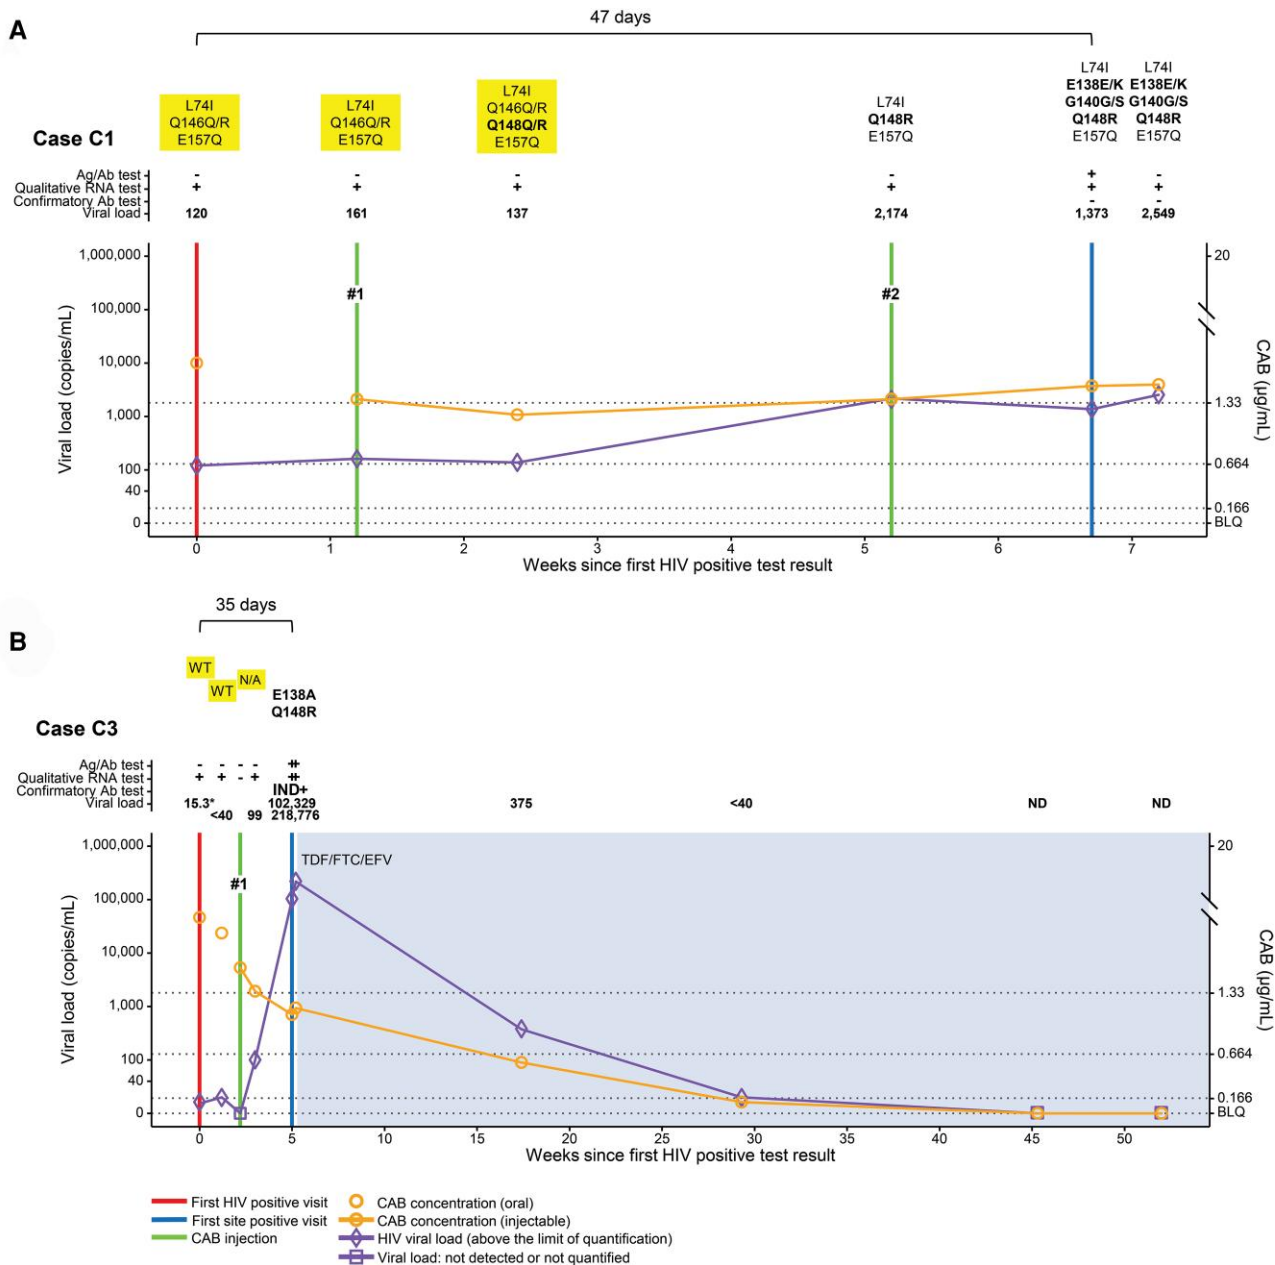 A
47 days
Case C1
L74I
Q146Q/R
E157Q
L74I
Q146Q/R
E157Q
L74I
Q146Q/R
Q148Q/R
E157Q
L74I
Q148R
E157Q
L74I
E138E/K
G140G/S
Q148R
E157Q
L74I
E138E/K
G140G/S
Q148R
E157Q
Ag/Ab test - - - - + -
Qualitative RNA test + + + + + +
Confirmatory Ab test - -
Viral load 120 161 137 2,174 1,373 2,549
1,000,000
100,000
10,000
1,000
100
40
0
Viral load (copies/mL)
#1
#2
20
1.33
0.664
0.166
BLQ
CAB (µg/mL)
0 1 2 3 4 5 6 7
Weeks since first HIV positive test result
B
35 days
WT
WT
N/A
E138A
Q148R
Case C3
Ag/Ab test - - - - ++
Qualitative RNA test + + - + ++
Confirmatory Ab test IND+
Viral load 15.3* 102,329 375 <40 ND ND
<40 99 218,776
1,000,000
100,000
10,000
1,000
100
40
0
Viral load (copies/mL)
#1
TDF/FTC/EFV
20
1.33
0.664
0.166
BLQ
CAB (µg/mL)
0 5 10 15 20 25 30 35 40 45 50
Weeks since first HIV positive test result
First HIV positive visit
First site positive visit
CAB injection
CAB concentration (oral)
CAB concentration (injectable)
HIV viral load (above the limit of quantification)
Viral load: not detected or not quantified